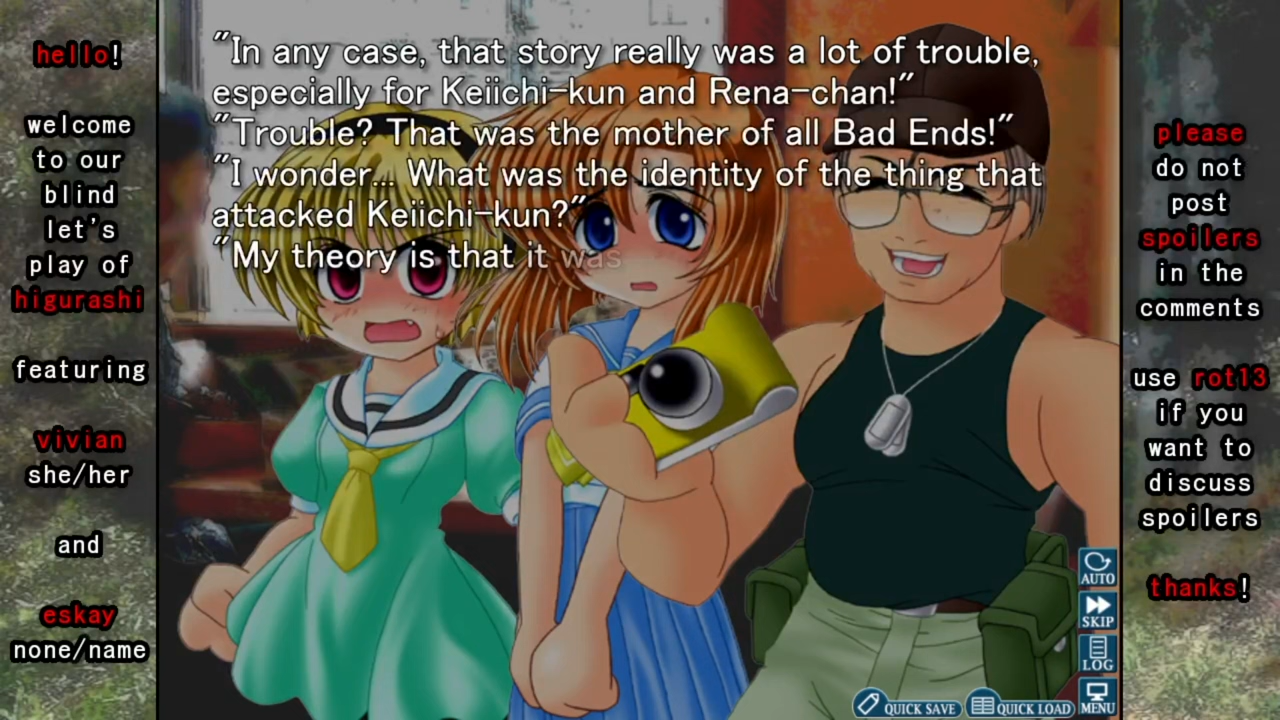 hello!
welcome
to our
blind
let's
play of
higurashi
featuring
vivian
she/her
and
eskay
none/name
"In any case, that story really was a lot of trouble,
especially for Keiichi-kun and Rena-chan!"
"Trouble? That was the mother of all Bad Ends!"
"I wonder... What was the identity of the thing that
attacked Keiichi-kun?"
"My theory is that it was
AUTO
SKIP
LOG
MENU
QUICK SAVE
QUICK LOAD
please
do not
post
spoilers
in the
comments
use rot13
if you
want to
discuss
spoilers
thanks!